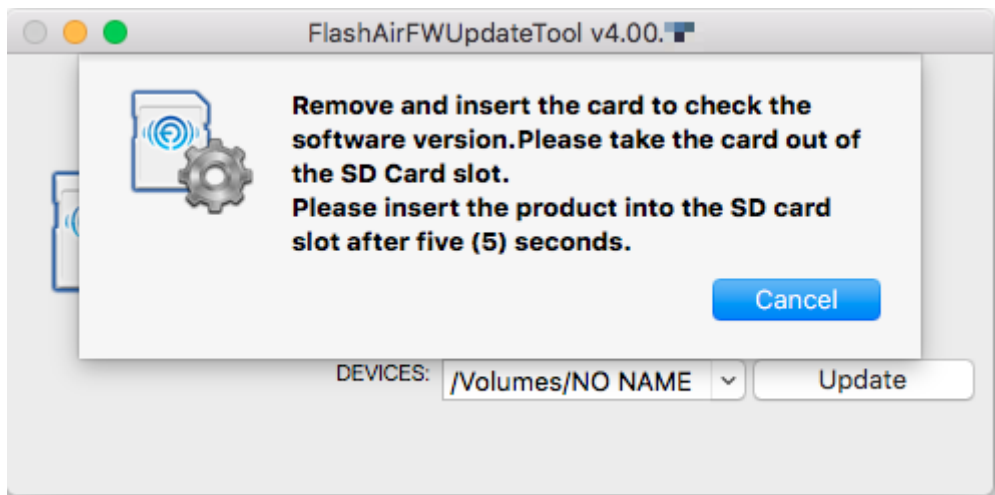 FlashAirFWUpdateTool v4.00.
Remove and insert the card to check the
software version.Please take the card out of
the SD Card slot.
Please insert the product into the SD card
slot after five (5) seconds.
Cancel
DEVICES: /Volumes/NO NAME Update